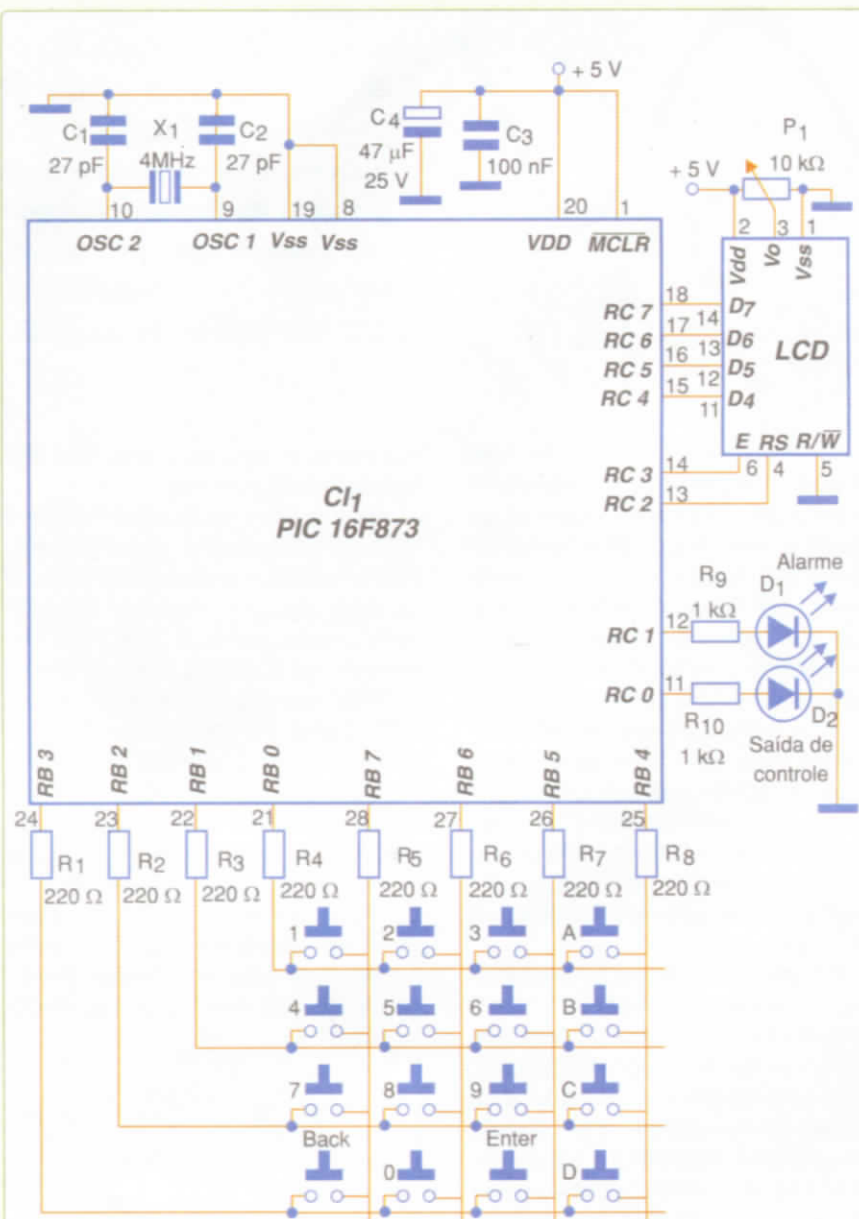 + 5 V
C1
27 pF
X1
4MHz
C2
27 pF
C4
47 µF
25 V
C3
100 nF
P1
10 kΩ
+ 5 V
10
9
19
8
20
1
2
3
1
OSC 2
OSC 1
Vss
Vss
VDD
MCLR
Vdd
Vo
Vss
RC 7
18
14
D7
RC 6
17
13
D6
LCD
RC 5
16
12
D5
RC 4
15
11
D4
E
RS
R/W
RC 3
14
6
4
5
RC 2
13
CI1
PIC 16F873
Alarme
R9
1 kΩ
D1
RC 1
12
RC 0
11
R10
1 kΩ
D2
Saída de
controle
RB 3
RB 2
RB 1
RB 0
RB 7
RB 6
RB 5
RB 4
24
23
22
21
28
27
26
25
R1
R2
R3
R4
R5
R6
R7
R8
220 Ω
220 Ω
220 Ω
220 Ω
220 Ω
220 Ω
220 Ω
220 Ω
1
2
3
A
4
5
6
B
7
8
9
C
Back
0
Enter
D